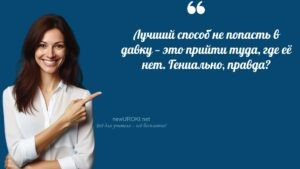 Лучший способ не попасть в
давку – это прийти туда, где её
нет. Гениально, правда?
newUROKI.net
Всё для учителя – всё бесплатно!